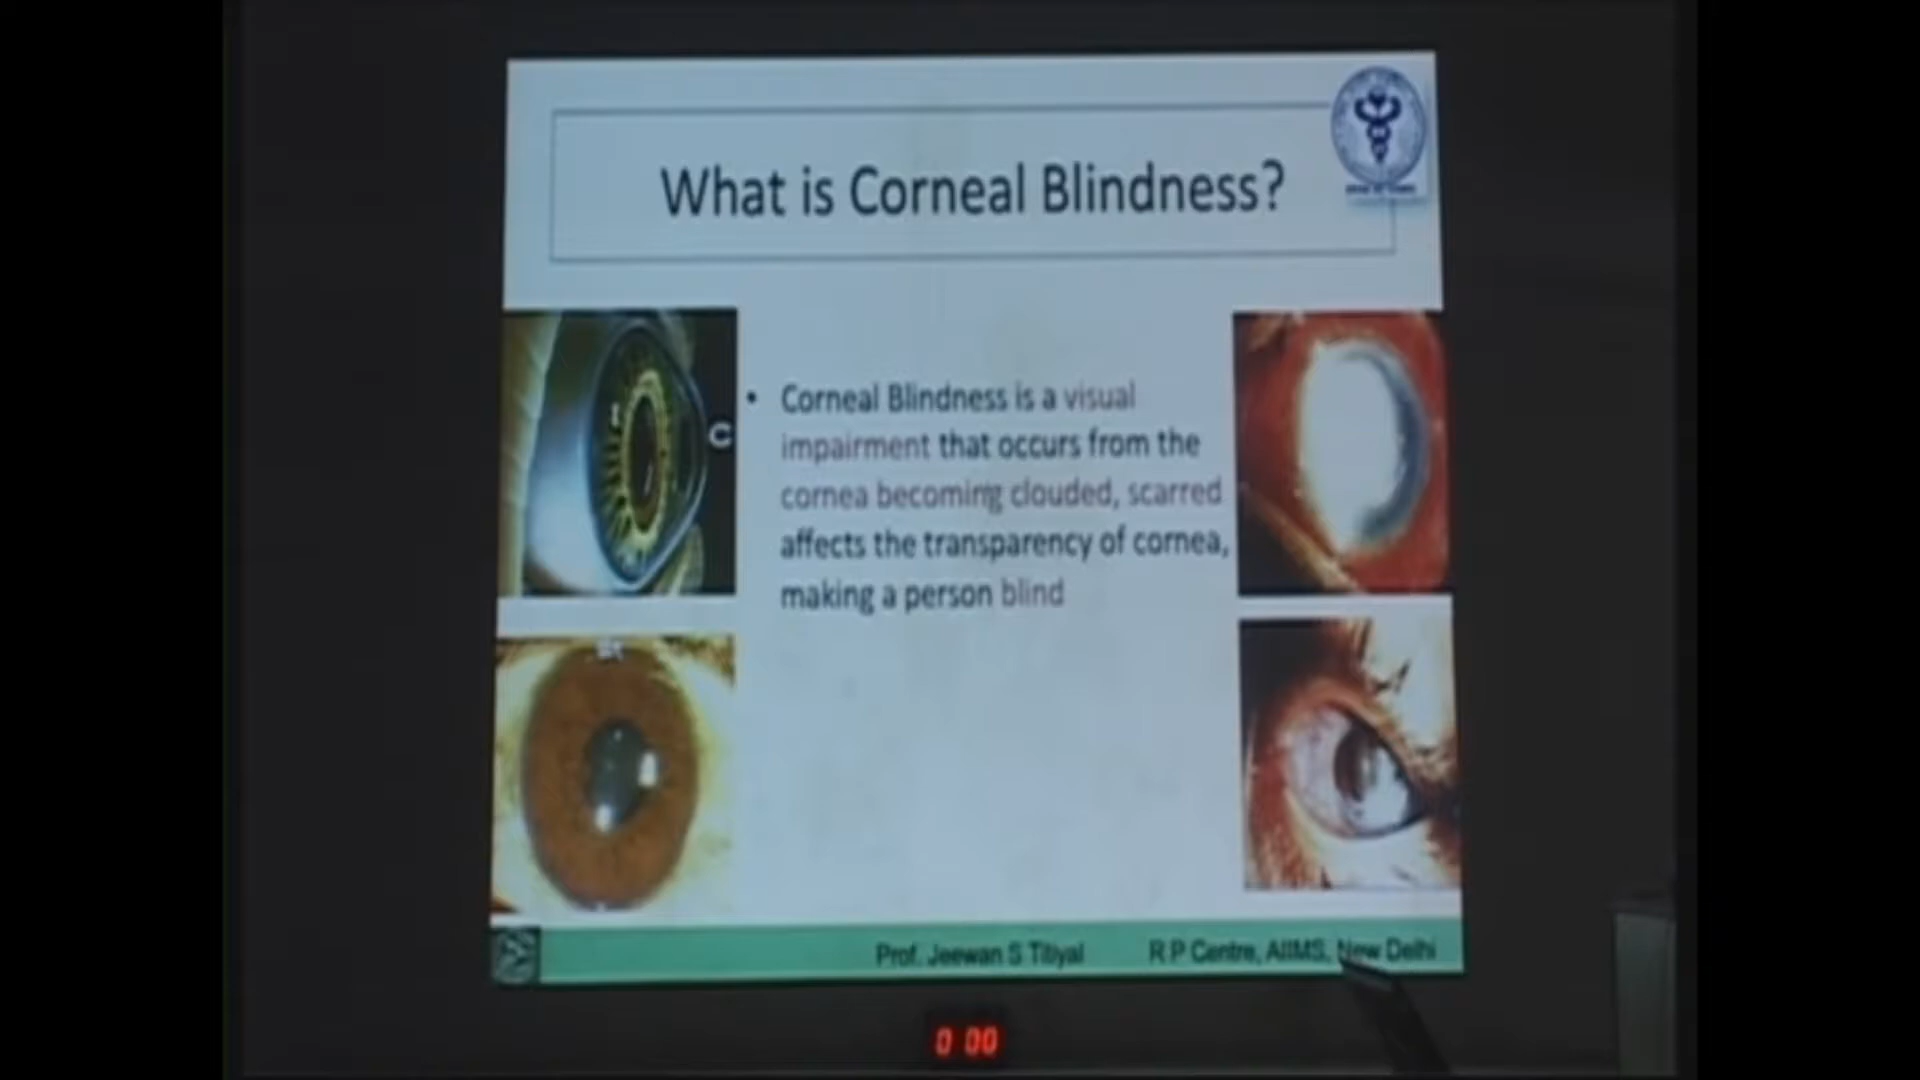 What is Corneal Blindness?
C
• Corneal Blindness is a visual
impairment that occurs from the
cornea becoming clouded, scarred
affects the transparency of cornea,
making a person blind
Prof. Jeewan S Titiyal R P Centre, AIIMS, New Delhi
0 00